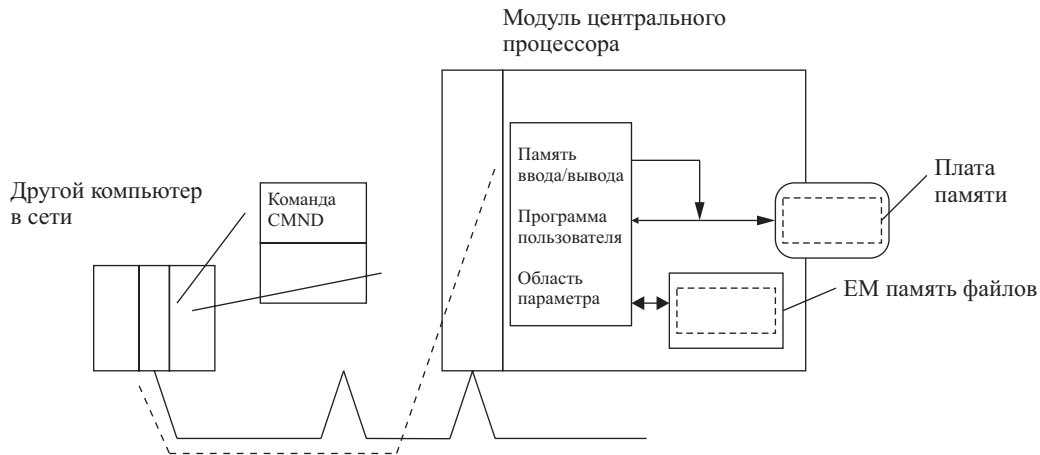 Модуль центрального
процессора
Другой компьютер
в сети
Команда
CMND
Память
ввода/вывода
Программа
пользователя
Область
параметра
Плата
памяти
ЕМ память файлов